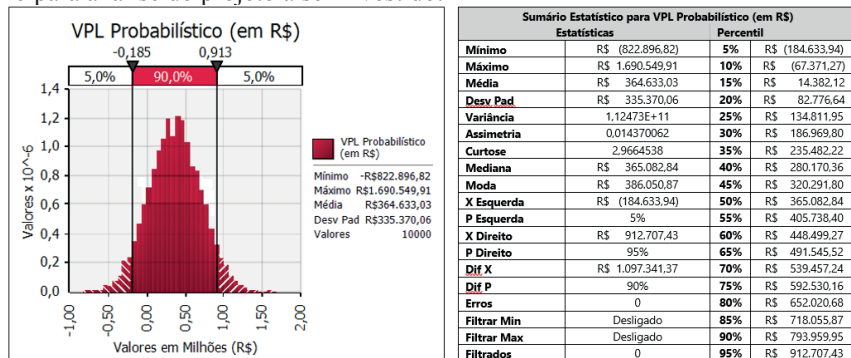 VPL Probabilístico (em R$)
-0,185 0,913
5,0% 90,0% 5,0%
1,4
1,2
1,0
0,8
0,6
0,4
0,2
0,0
Valores x 10^-6
-1,00 -0,50 0,00 0,50 1,00 1,50 2,00
Valores em Milhões (R$)
VPL Probabilístico
(em R$)
Mínimo -R$822.896,82
Máximo R$1.690.549,91
Média R$364.633,03
Desv Pad R$335.370,06
Valores 10000
Sumário Estatístico para VPL Probabilístico (em R$)
Estatísticas Percentil
Mínimo R$ (822.896,82) 5% R$ (184.633,94)
Máximo R$ 1.690.549,91 10% R$ (67.371,27)
Média R$ 364.633,03 15% R$ 14.382,12
Desv Pad R$ 335.370,06 20% R$ 82.776,64
Variância 1,12473E+11 25% R$ 134.811,95
Assimetria 0,014370062 30% R$ 186.969,80
Curtose 2,9664538 35% R$ 235.482,22
Mediana R$ 365.082,84 40% R$ 280.170,36
Moda R$ 386.050,87 45% R$ 320.291,80
X Esquerda R$ (184.633,94) 50% R$ 365.082,84
P Esquerda 5% 55% R$ 405.738,40
X Direito R$ 912.707,43 60% R$ 448.499,27
P Direito 95% 65% R$ 491.545,52
Dif X R$ 1.097.341,37 70% R$ 539.457,24
Dif P 90% 75% R$ 592.530,16
Erros 0 80% R$ 652.020,68
Filtrar Min Desligado 85% R$ 718.055,87
Filtrar Max Desligado 90% R$ 793.959,95
Filtrados 0 95% R$ 912.707,43